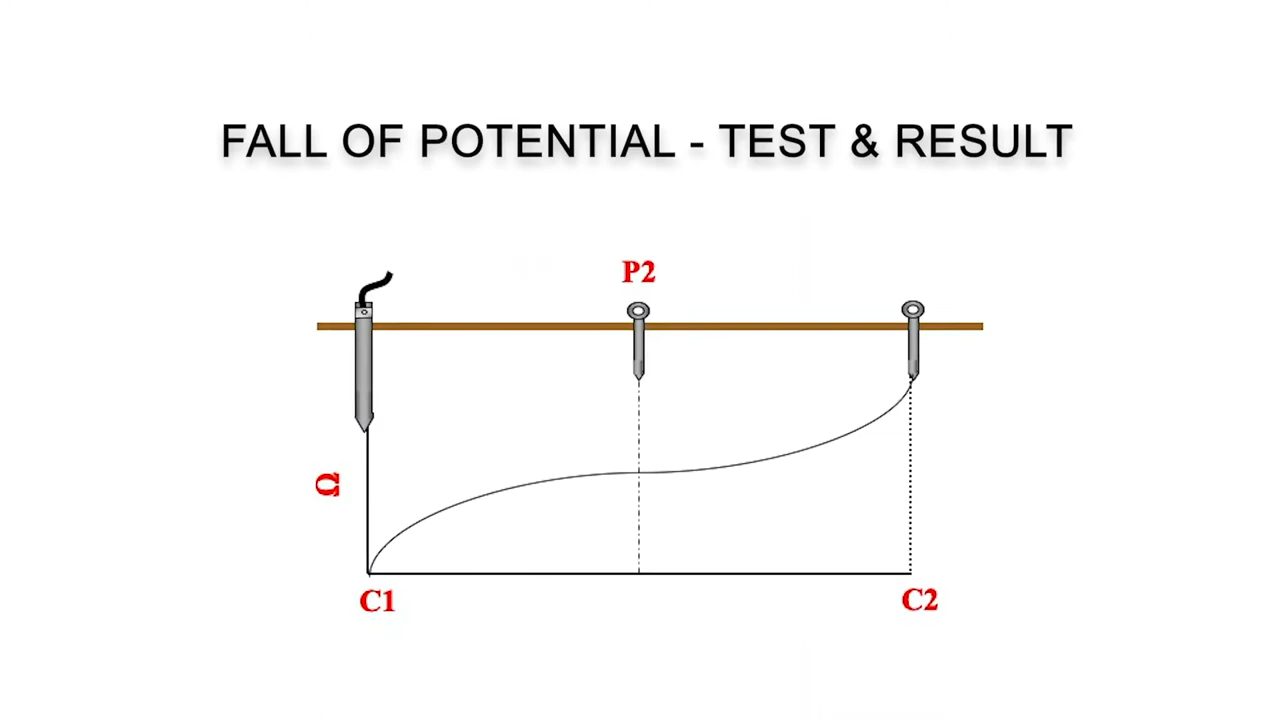 FALL OF POTENTIAL - TEST & RESULT
P2
Ω
C1
C2